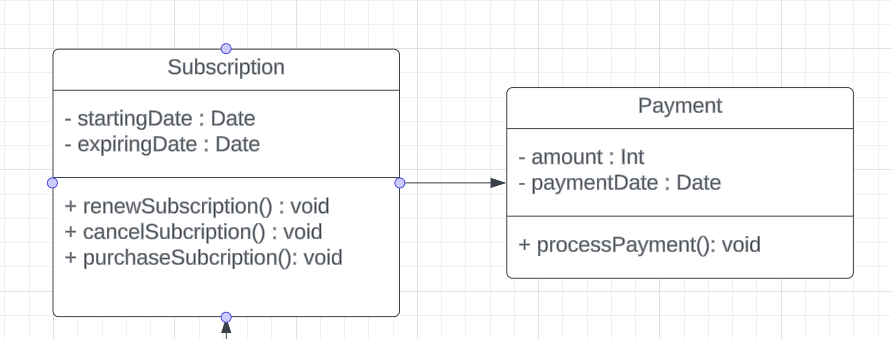 Subscription
- startingDate : Date
- expiringDate : Date
+ renewSubscription() : void
+ cancelSubcription() : void
+ purchaseSubcription(): void
Payment
- amount : Int
- paymentDate : Date
+ processPayment(): void